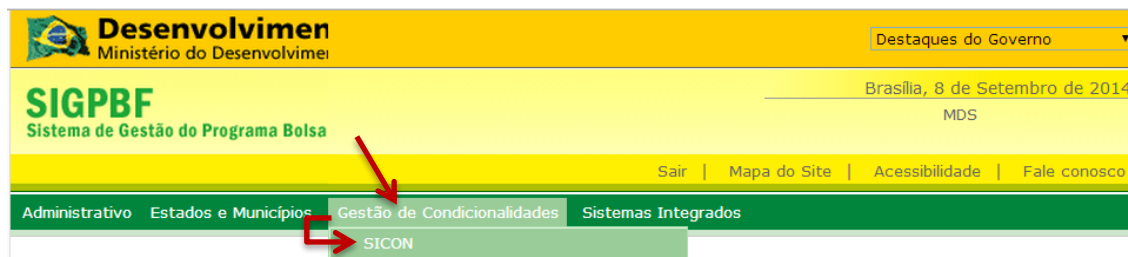 Desenvolvimen
Ministério do Desenvolvime
Destaques do Governo
SIGPBF
Sistema de Gestão do Programa Bolsa
Brasília, 8 de Setembro de 2014
MDS
Sair | Mapa do Site | Acessibilidade | Fale conosco
Administrativo Estados e Municípios Gestão de Condicionalidades Sistemas Integrados
SICON